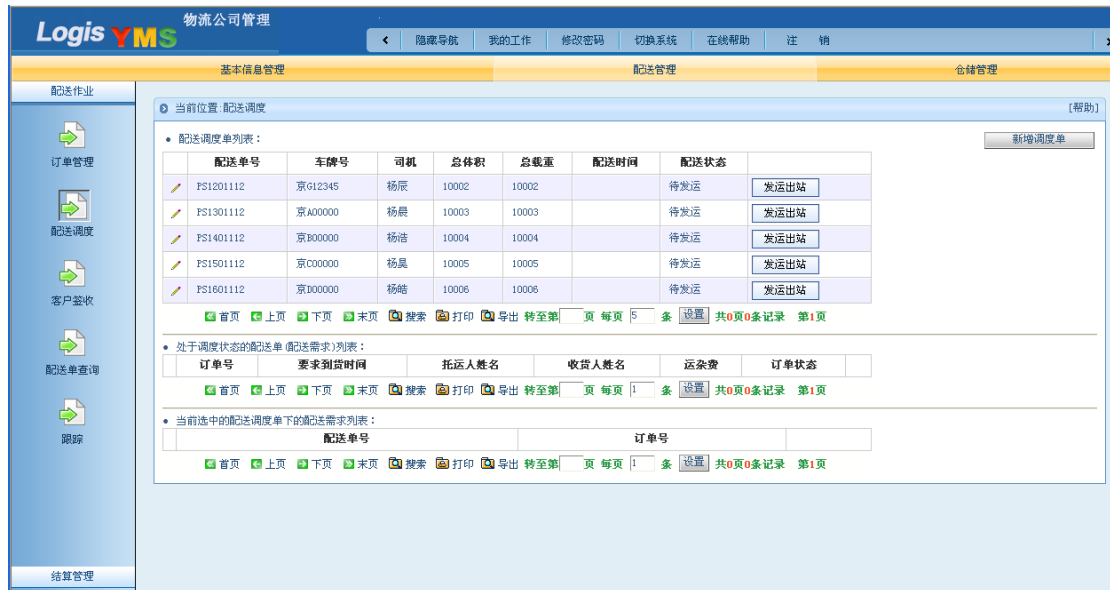 Logis YMS 物流公司管理
隐藏导航 我的工作 修改密码 切换系统 在线帮助 注 销
基本信息管理 配送管理 仓储管理
配送作业
当前位置:配送调度 [帮助]
配送调度单列表： 新增调度单
配送单号 车牌号 司机 总体积 总载重 配送时间 配送状态
PS1201112 京G12345 杨辰 10002 10002 待发运 发运出站
PS1301112 京A00000 杨晨 10003 10003 待发运 发运出站
PS1401112 京B00000 杨浩 10004 10004 待发运 发运出站
PS1501112 京C00000 杨昊 10005 10005 待发运 发运出站
PS1601112 京D00000 杨皓 10006 10006 待发运 发运出站
首页 上页 下页 末页 搜索 打印 导出 转至第 页 每页 5 条 设置 共0页0条记录 第1页
处于调度状态的配送单(配送需求)列表：
订单号 要求到货时间 托运人姓名 收货人姓名 运杂费 订单状态
首页 上页 下页 末页 搜索 打印 导出 转至第 页 每页 1 条 设置 共0页0条记录 第1页
当前选中的配送调度单下的配送需求列表：
配送单号 订单号
首页 上页 下页 末页 搜索 打印 导出 转至第 页 每页 1 条 设置 共0页0条记录 第1页
订单管理
配送调度
客户签收
配送单查询
跟踪
结算管理